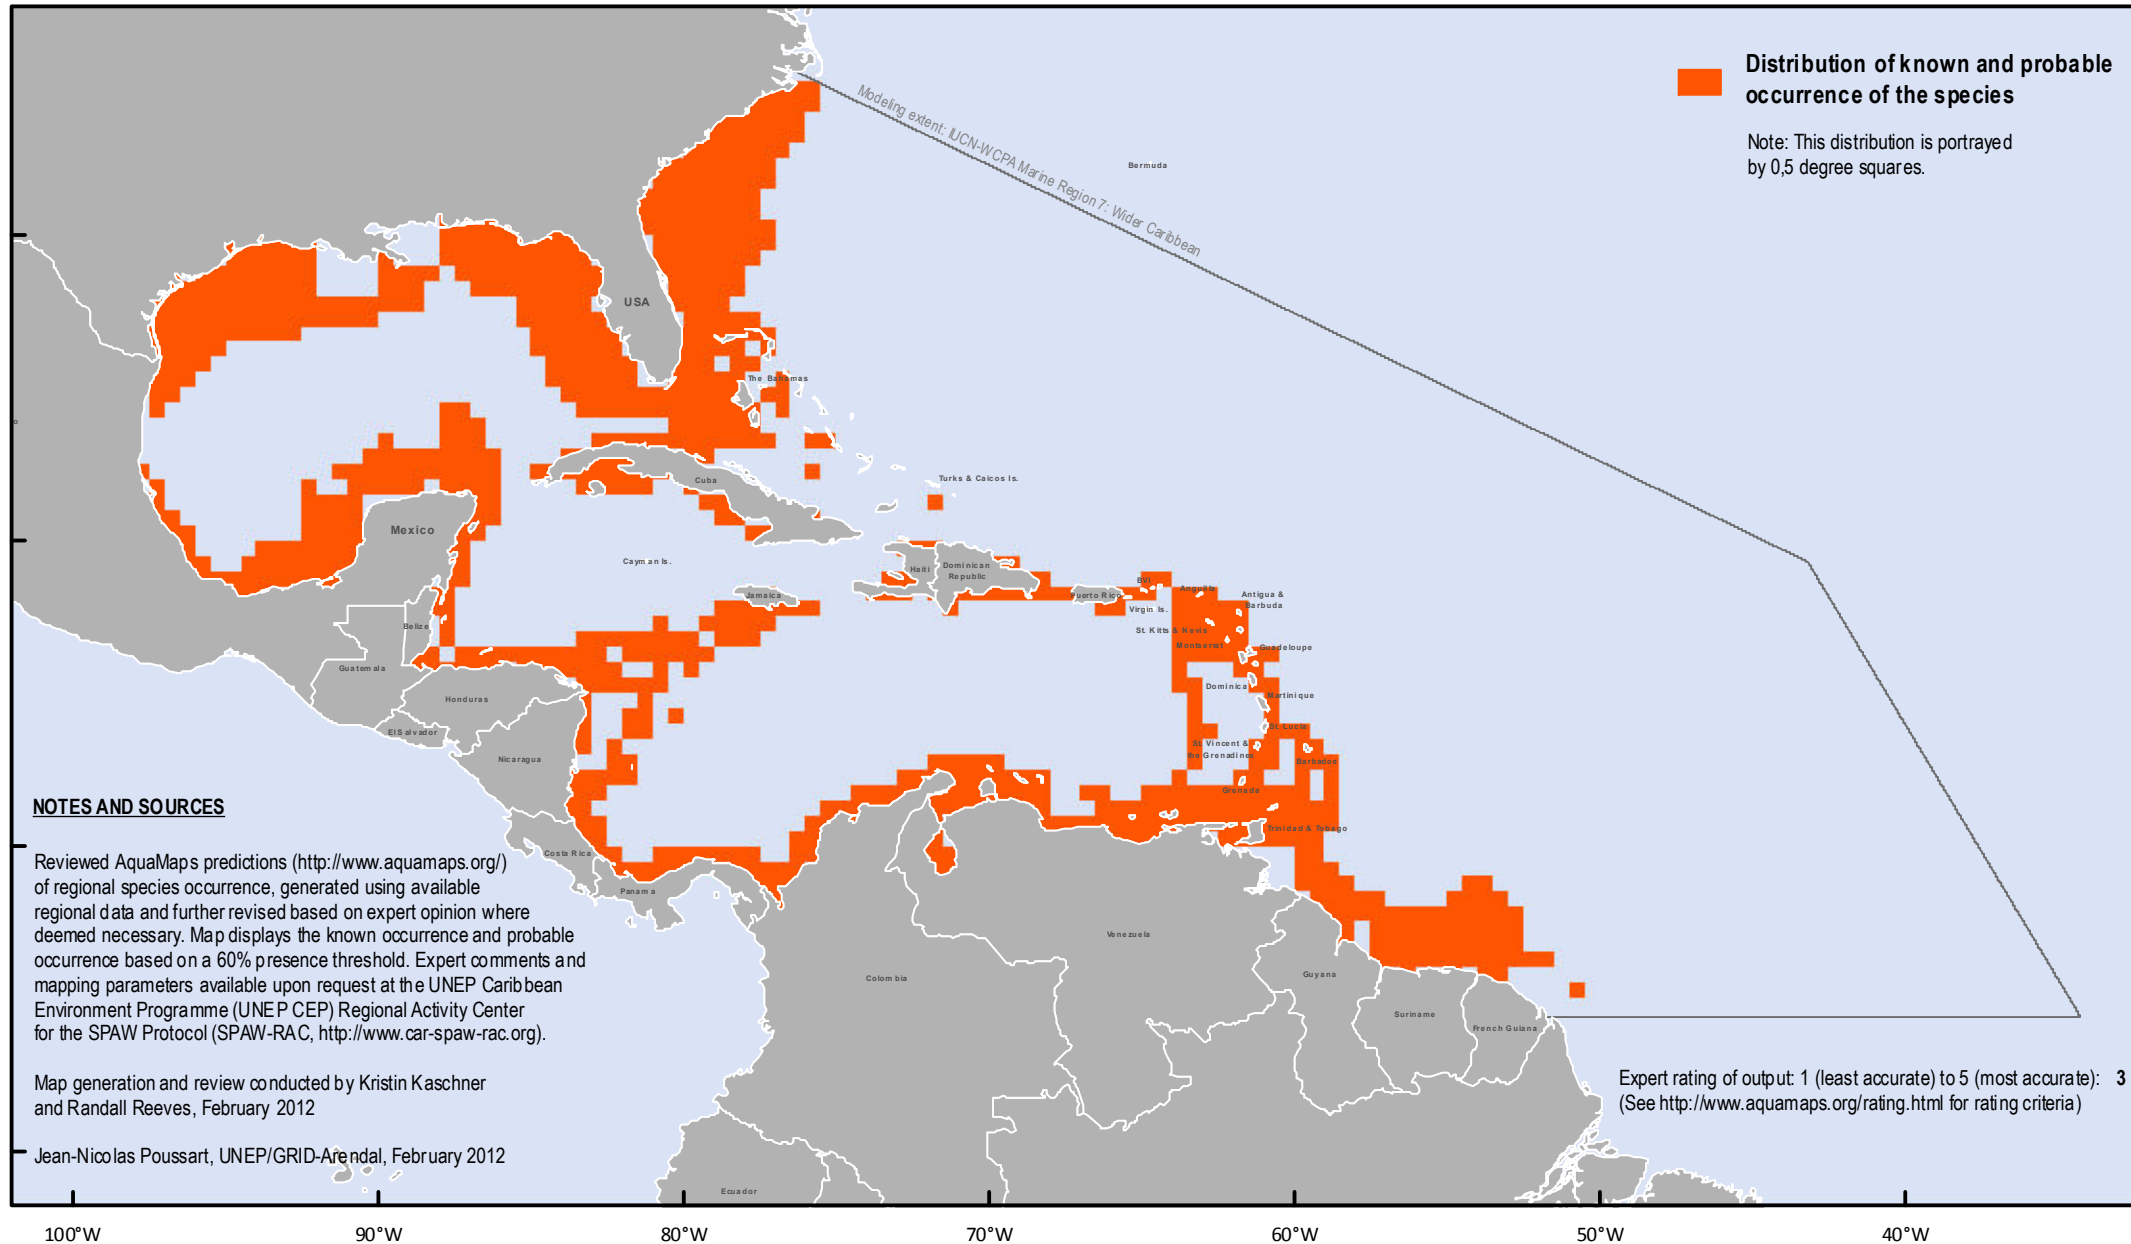 Distribution of known and probable
occurrence of the species
Note: This distribution is portrayed
by 0,5 degree squares.
Modeling extent: IUCN-WCPA Marine Region 7: Wider Caribbean
Bermuda
USA
The Bahamas
Turks & Caicos Is.
Cuba
Mexico
Cayman Is.
Haiti
Dominican
Republic
Jamaica
Puerto Rico
BVI
Virgin Is.
Anguilla
Antigua &
Barbuda
St. Kitts & Nevis
Montserrat
Guadeloupe
Belize
Guatemala
Honduras
El Salvador
Nicaragua
Dominica
Martinique
St. Lucia
St. Vincent &
the Grenadines
Barbados
Grenada
Trinidad & Tobago
Costa Rica
Panama
Venezuela
Colombia
Guyana
Suriname
French Guiana
Ecuador
NOTES AND SOURCES
Reviewed AquaMaps predictions (http://www.aquamaps.org/)
of regional species occurrence, generated using available
regional data and further revised based on expert opinion where
deemed necessary. Map displays the known occurrence and probable
occurrence based on a 60% presence threshold. Expert comments and
mapping parameters available upon request at the UNEP Caribbean
Environment Programme (UNEP CEP) Regional Activity Center
for the SPAW Protocol (SPAW-RAC, http://www.car-spaw-rac.org).
Map generation and review conducted by Kristin Kaschner
and Randall Reeves, February 2012
Jean-Nicolas Poussart, UNEP/GRID-Arendal, February 2012
Expert rating of output: 1 (least accurate) to 5 (most accurate): 3
(See http://www.aquamaps.org/rating.html for rating criteria)
100°W 90°W 80°W 70°W 60°W 50°W 40°W